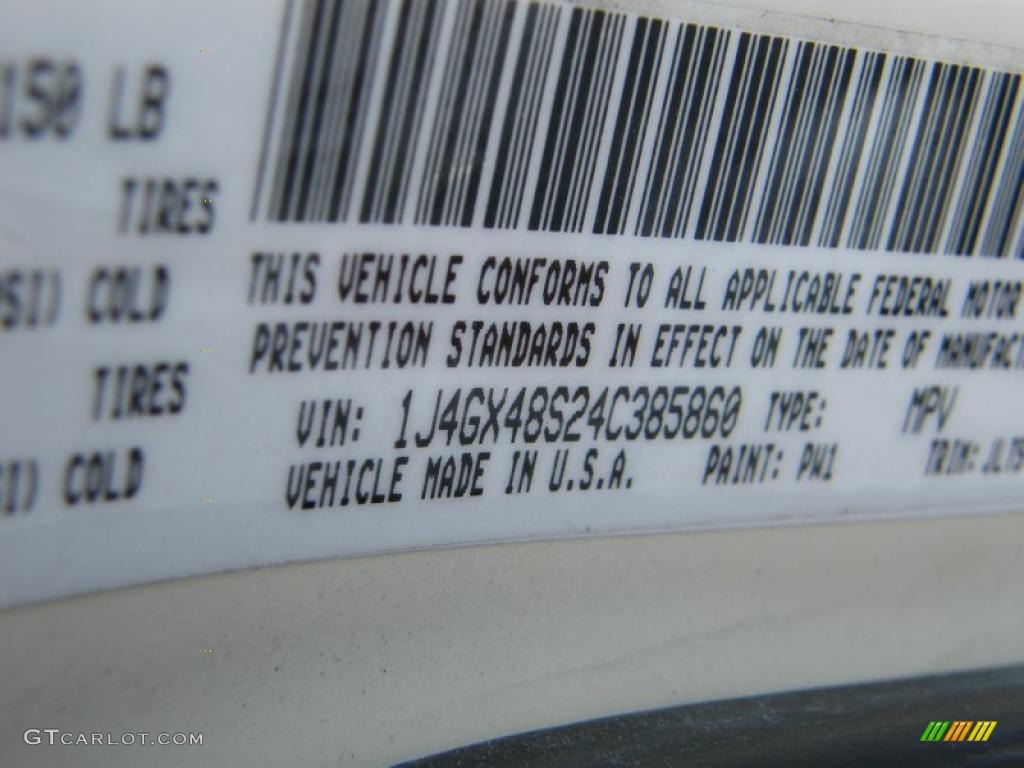 150 LB
TIRES
COLD
TIRES
COLD
THIS VEHICLE CONFORMS TO ALL APPLICABLE FEDERAL MOTOR
PREVENTION STANDARDS IN EFFECT ON THE DATE OF
VIN: 1J4GX48S24C385860 TYPE: MPV
VEHICLE MADE IN U.S.A. PAINT: PW1 TRIM:
GTCARLOT.COM